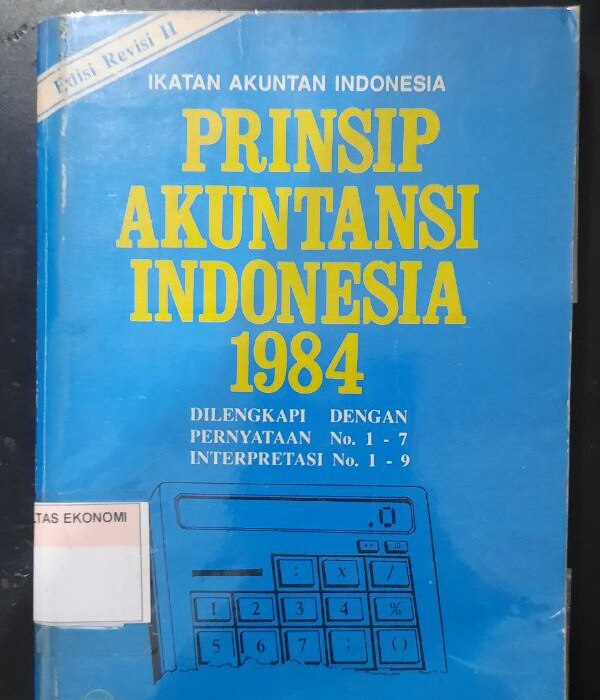 Edisi Revisi II
IKATAN AKUNTAN INDONESIA
PRINSIP
AKUNTANSI
INDONESIA
1984
DILENGKAPI DENGAN
PERNYATAAN No. 1 - 7
INTERPRETASI No. 1 - 9
LTAS EKONOMI
.0
: x /
1 2 3 4 %
5 6 7 ; ()